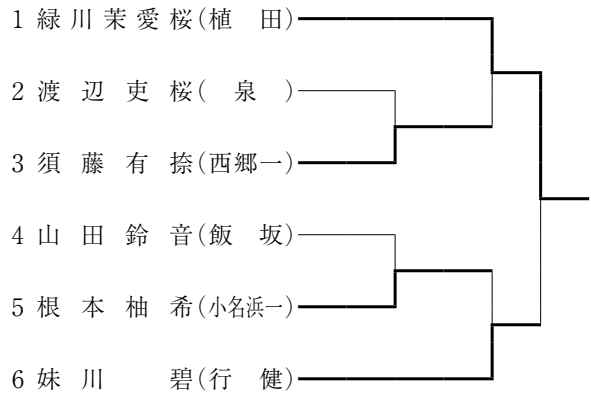 1 緑川茉愛桜(植田)
2 渡辺吏桜(泉)
3 須藤有捺(西郷一)
4 山田鈴音(飯坂)
5 根本柚希(小名浜一)
6 妹川碧(行健)